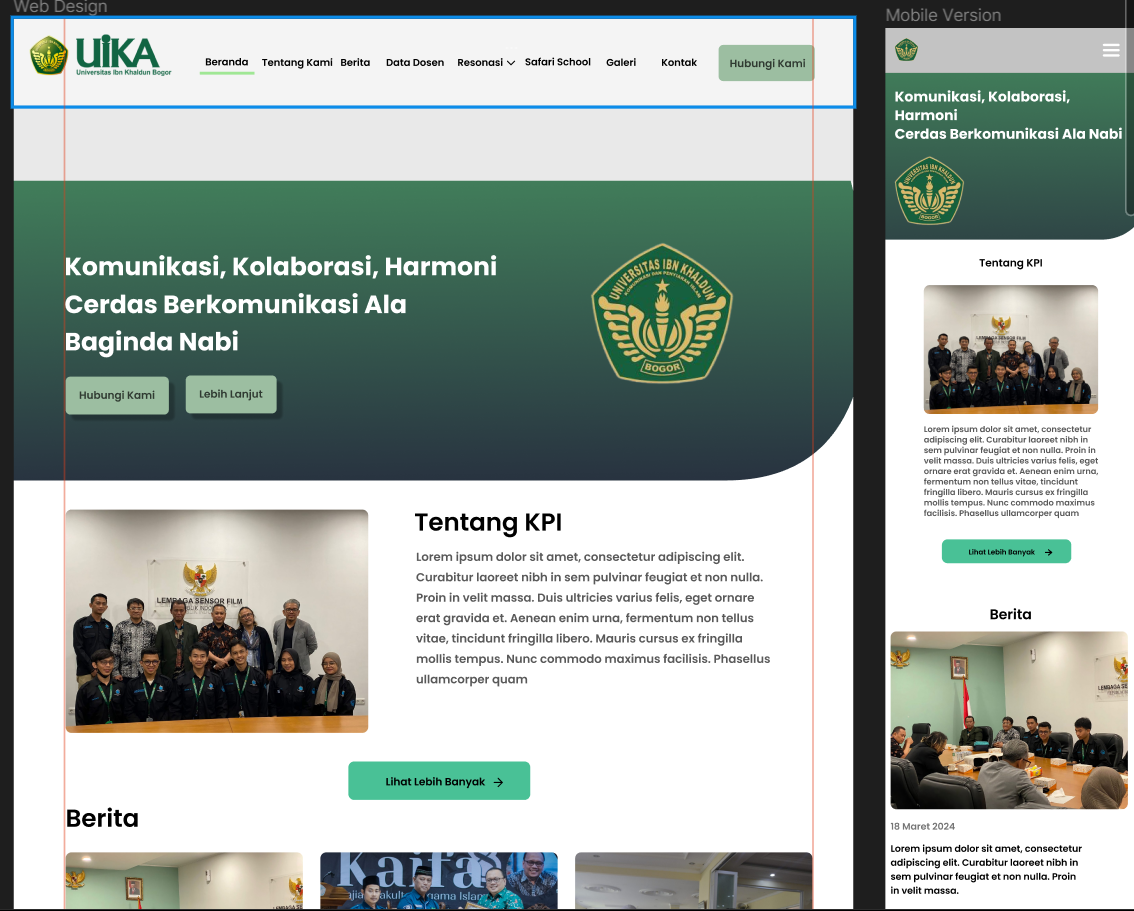 Web Design
UIKA
Universitas Ibn Khaldun Bogor
Beranda
Tentang Kami
Berita
Data Dosen
Resonasi
Safari School
Galeri
Kontak
Hubungi Kami
Komunikasi, Kolaborasi, Harmoni
Cerdas Berkomunikasi Ala
Baginda Nabi
Hubungi Kami
Lebih Lanjut
UNIVERSITAS IBN KHALDUN
KOMUNIKASI DAN PENYIARAN ISLAM
BOGOR
LEMBAGA SENSOR FILM
Tentang KPI
Lorem ipsum dolor sit amet, consectetur adipiscing elit.
Curabitur laoreet nibh in sem pulvinar feugiat et non nulla.
Proin in velit massa. Duis ultricies varius felis, eget ornare
erat gravida et. Aenean enim urna, fermentum non tellus
vitae, tincidunt fringilla libero. Mauris cursus ex fringilla
mollis tempus. Nunc commodo maximus facilisis. Phasellus
ullamcorper quam
Lihat Lebih Banyak
Berita
Kaifa
Mobile Version
Komunikasi, Kolaborasi,
Harmoni
Cerdas Berkomunikasi Ala Nabi
UNIVERSITAS IBN KHALDUN
BOGOR
Tentang KPI
Lorem ipsum dolor sit amet, consectetur
adipiscing elit. Curabitur laoreet nibh in
sem pulvinar feugiat et non nulla. Proin in
velit massa. Duis ultricies varius felis, eget
ornare erat gravida et. Aenean enim urna,
fermentum non tellus vitae, tincidunt
fringilla libero. Mauris cursus ex fringilla
mollis tempus. Nunc commodo maximus
facilisis. Phasellus ullamcorper quam
Lihat Lebih Banyak
Berita
18 Maret 2024
Lorem ipsum dolor sit amet, consectetur
adipiscing elit. Curabitur laoreet nibh in
sem pulvinar feugiat et non nulla. Proin
in velit massa.